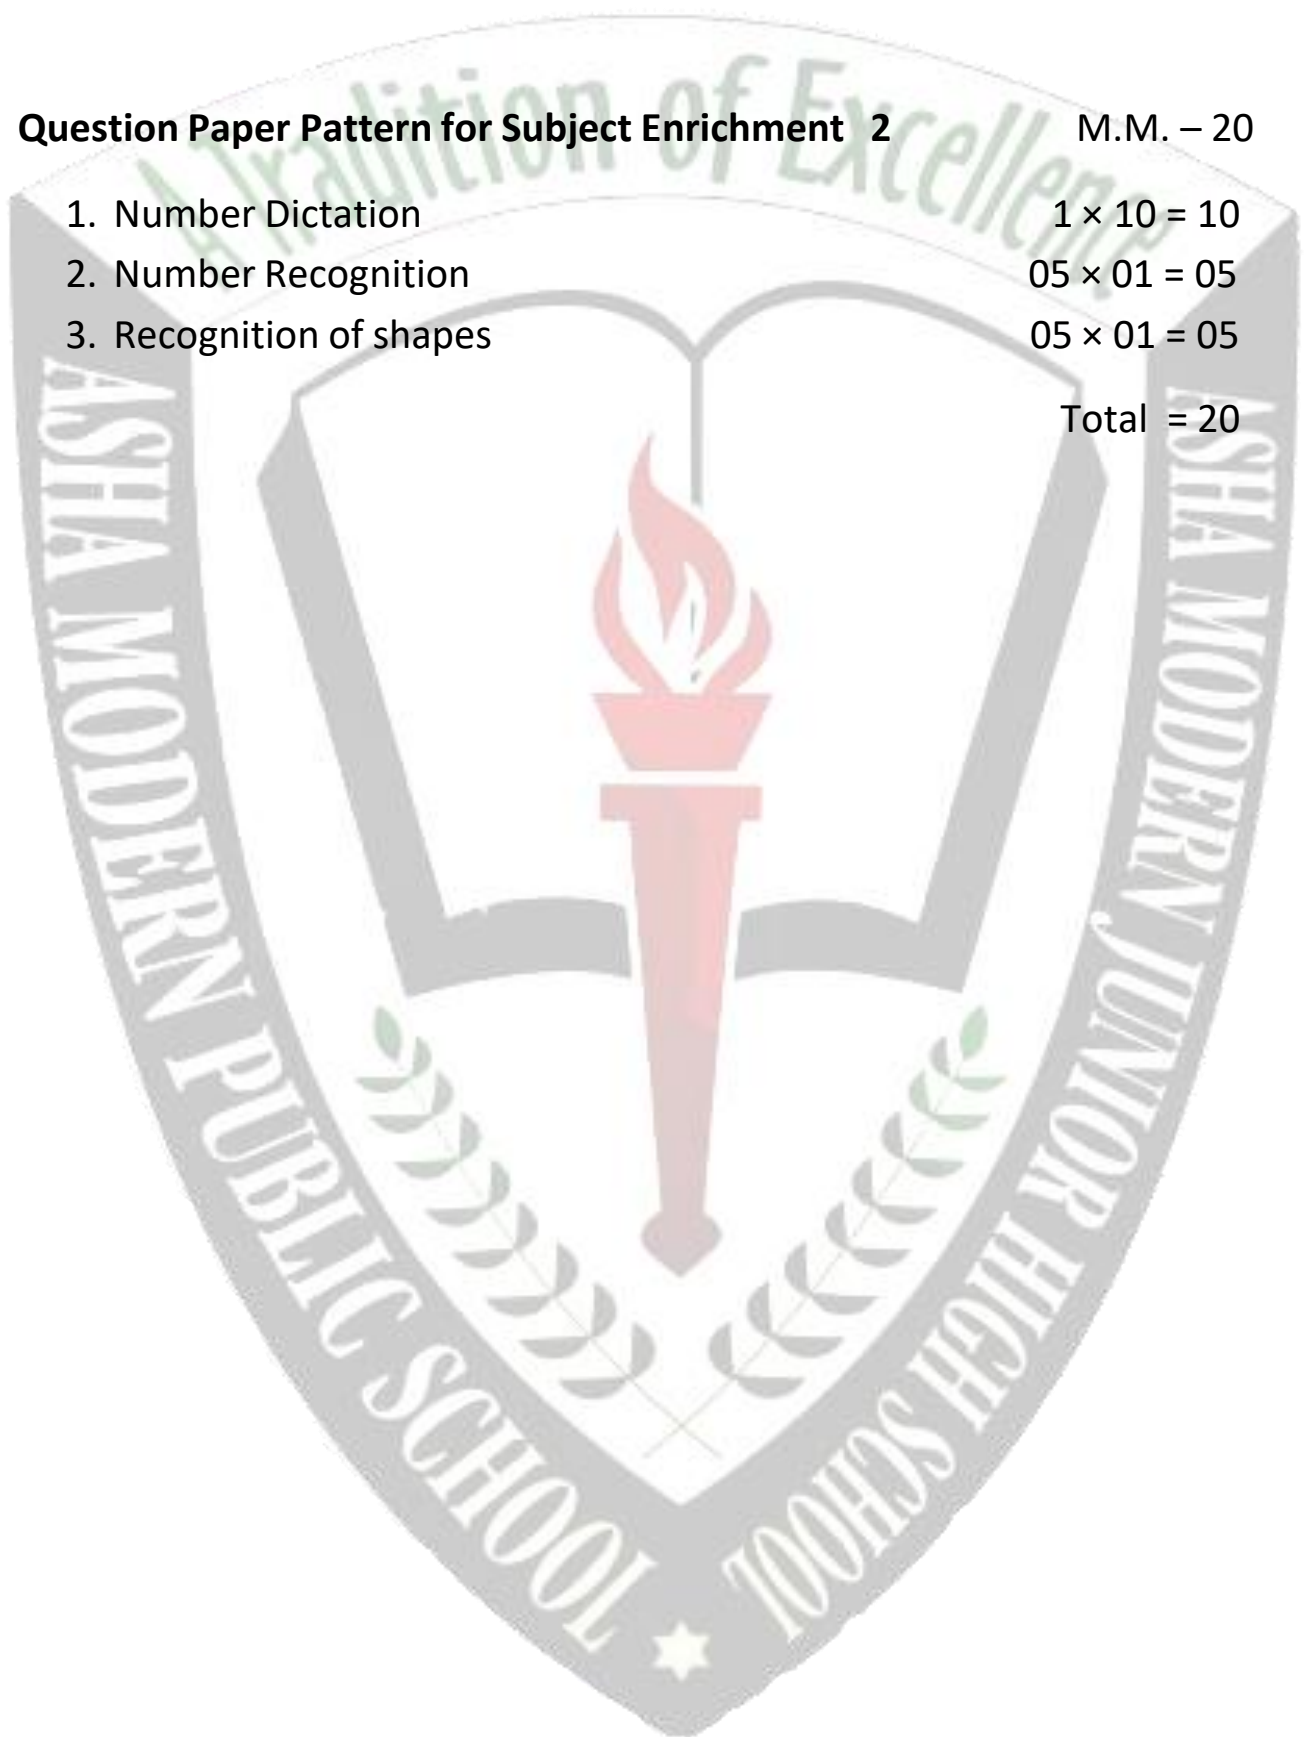 A Tradition of Excellence
Question Paper Pattern for Subject Enrichment 2 M.M. – 20
1. Number Dictation 1 × 10 = 10
2. Number Recognition 05 × 01 = 05
3. Recognition of shapes 05 × 01 = 05
Total = 20
ASHA MODERN PUBLIC SCHOOL
ASHA MODERN JUNIOR HIGH SCHOOL